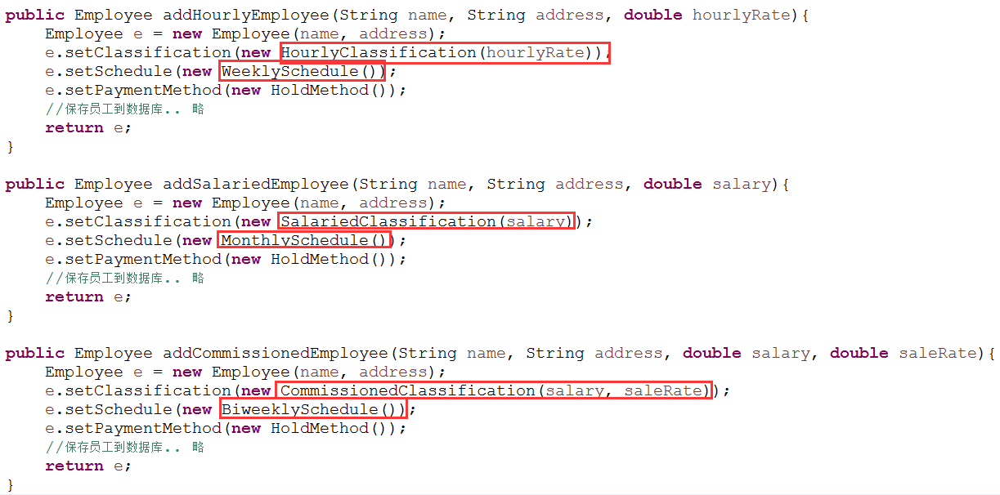 public Employee addHourlyEmployee(String name, String address, double hourlyRate){
    Employee e = new Employee(name, address);
    e.setClassification(new HourlyClassification(hourlyRate));
    e.setSchedule(new WeeklySchedule());
    e.setPaymentMethod(new HoldMethod());
    //保存员工到数据库.. 略
    return e;
}

public Employee addSalariedEmployee(String name, String address, double salary){
    Employee e = new Employee(name, address);
    e.setClassification(new SalariedClassification(salary));
    e.setSchedule(new MonthlySchedule());
    e.setPaymentMethod(new HoldMethod());
    //保存员工到数据库.. 略
    return e;
}

public Employee addCommissionedEmployee(String name, String address, double salary, double saleRate){
    Employee e = new Employee(name, address);
    e.setClassification(new CommissionedClassification(salary, saleRate));
    e.setSchedule(new BiweeklySchedule());
    e.setPaymentMethod(new HoldMethod());
    //保存员工到数据库.. 略
    return e;
}